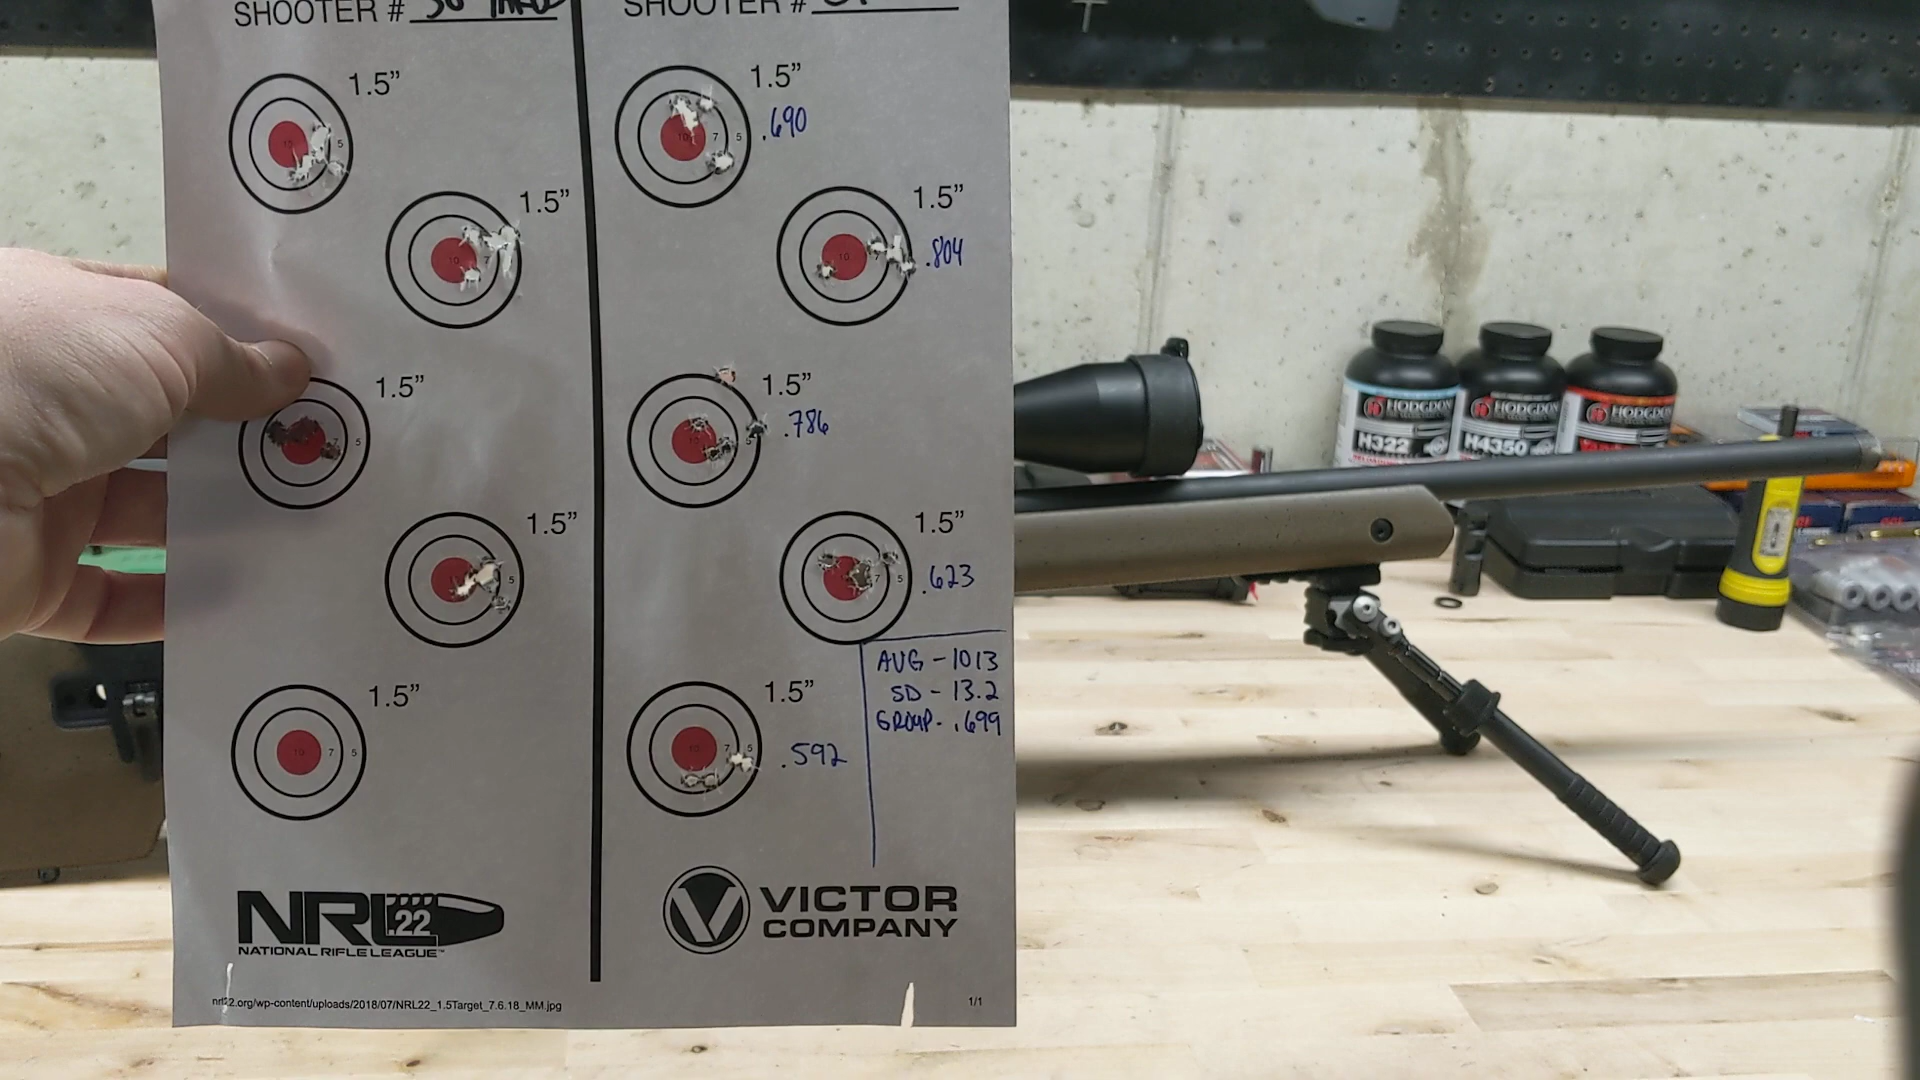 SHOOTER #
1.5"
1.5"
1.5"
1.5"
1.5"
SHOOTER #
1.5"
.690
1.5"
.804
1.5"
.786
1.5"
.623
1.5"
.592
AVG - 1013
SD - 13.2
GROUP - .699
NRL
.22
NATIONAL RIFLE LEAGUE™
VICTOR
COMPANY
nrl22.org/wp-content/uploads/2018/07/NRL22_1.5Target_7.6.18_MM.jpg
1/1
HODGDON
H322
HODGDON
H4350
HODGDON